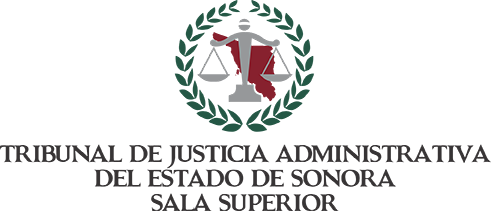 TRIBUNAL DE JUSTICIA ADMINISTRATIVA
DEL ESTADO DE SONORA
SALA SUPERIOR